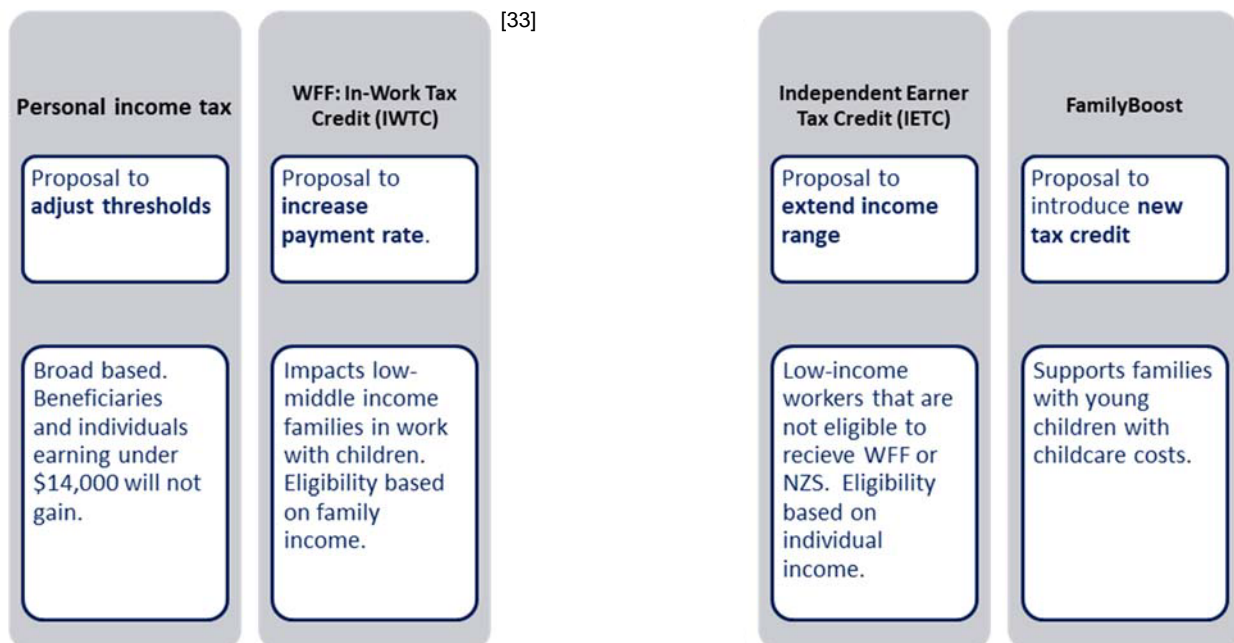 [33]
Personal income tax
Proposal to
adjust thresholds
Broad based.
Beneficiaries
and individuals
earning under
$14,000 will not
gain.
WFF: In-Work Tax
Credit (IWTC)
Proposal to
increase
payment rate.
Impacts low-
middle income
families in work
with children.
Eligibility based
on family
income.
Independent Earner
Tax Credit (IETC)
Proposal to
extend income
range
Low-income
workers that are
not eligible to
recieve WFF or
NZS.  Eligibility
based on
individual
income.
FamilyBoost
Proposal to
introduce new
tax credit
Supports families
with young
children with
childcare costs.